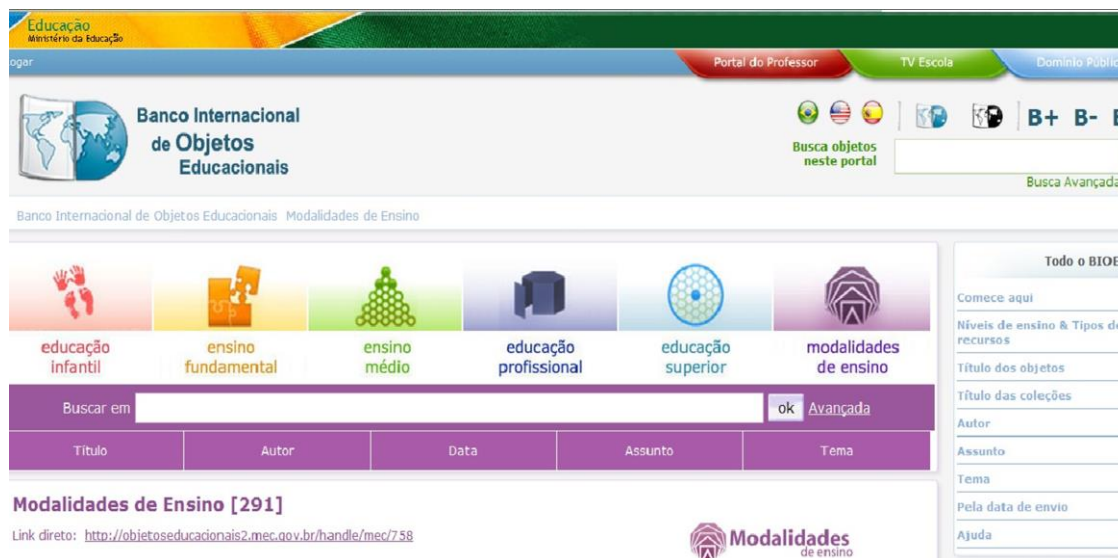 Educação
Ministério da Educação
ogar
Portal do Professor
TV Escola
Domínio Públic
Banco Internacional
de Objetos
Educacionais
B+ B-
Busca objetos
neste portal
Busca Avançada
Banco Internacional de Objetos Educacionais Modalidades de Ensino
educação
infantil
ensino
fundamental
ensino
médio
educação
profissional
educação
superior
modalidades
de ensino
Buscar em
ok Avançada
Título
Autor
Data
Assunto
Tema
Modalidades de Ensino [291]
Link direto: http://objetoseducacionais2.mec.gov.br/handle/mec/758
Modalidades
de ensino
Todo o BIOE
Comece aqui
Níveis de ensino & Tipos de
recursos
Título dos objetos
Título das coleções
Autor
Assunto
Tema
Pela data de envio
Ajuda